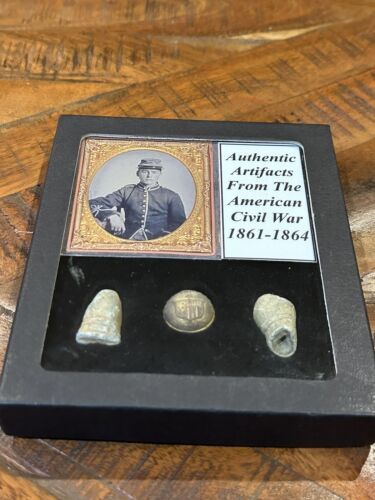 Authentic
Artifacts
From The
American
Civil War
1861-1864